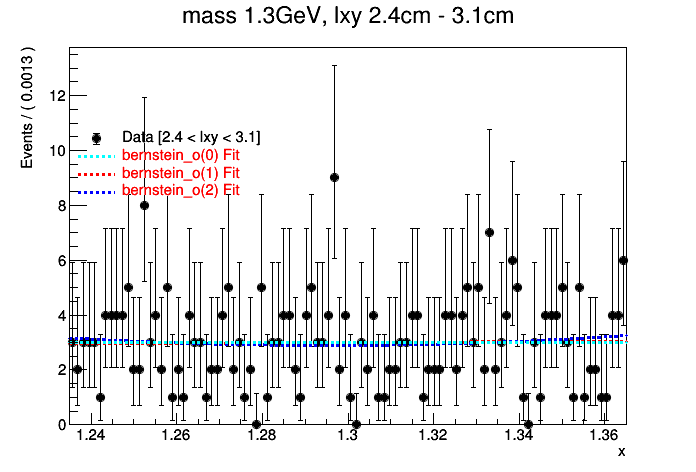 mass 1.3GeV, lxy 2.4cm - 3.1cm
Events / ( 0.0013 )
12
10
8
6
4
2
0
Data [2.4 < lxy < 3.1]
bernstein_o(0) Fit
bernstein_o(1) Fit
bernstein_o(2) Fit
1.24 1.26 1.28 1.3 1.32 1.34 1.36
x